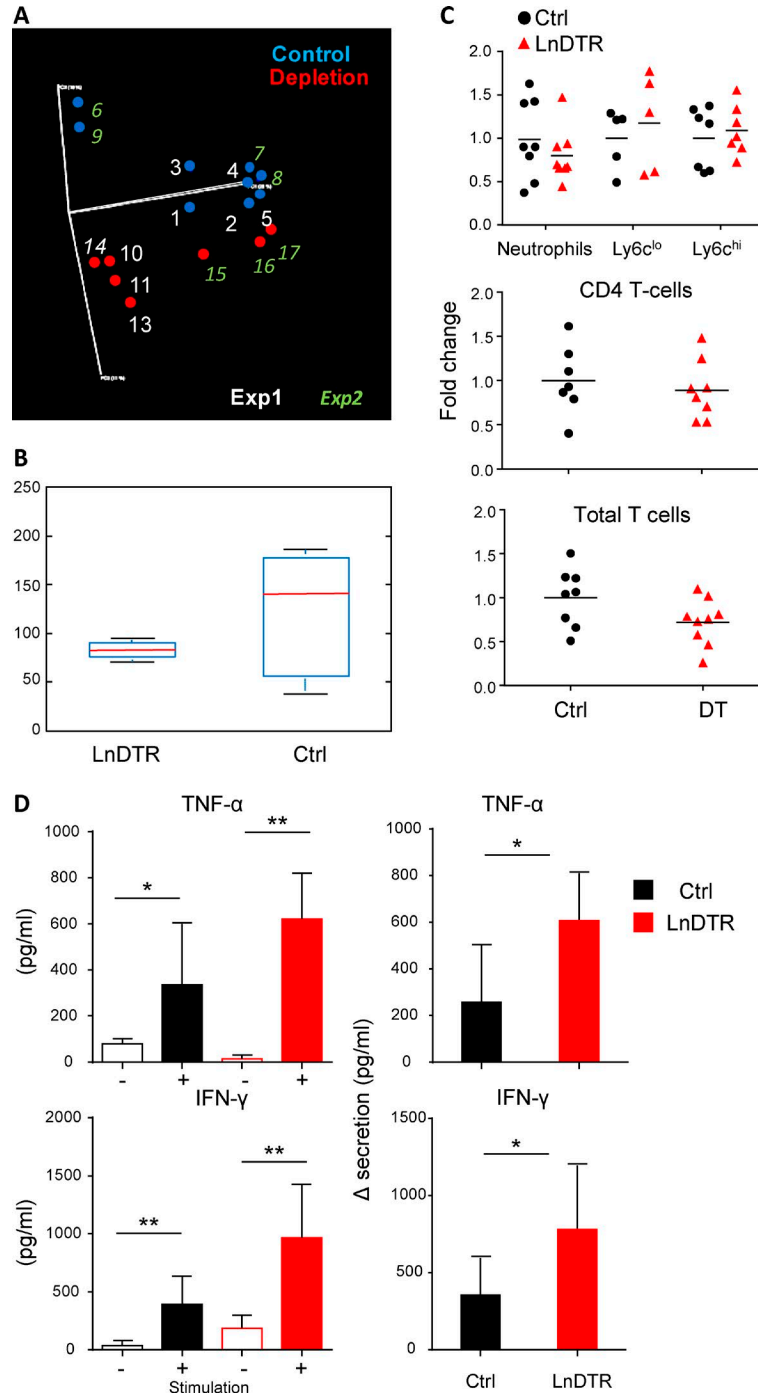 A
Control
Depletion
6
9
3
4
7
8
1
2
5
14
10
11
13
15
16
17
Exp1
Exp2
B
250
200
150
100
50
0
LnDTR
Ctrl
C
Ctrl
LnDTR
2.0
1.5
1.0
0.5
0.0
Neutrophils
Ly6c^lo
Ly6c^hi
Fold change
CD4 T-cells
2.0
1.5
1.0
0.5
0.0
Total T cells
2.0
1.5
1.0
0.5
0.0
Ctrl
DT
D
TNF-α
(pg/ml)
1000
800
600
400
200
0
*
**
-
+
-
+
IFN-γ
(pg/ml)
2000
1500
1000
500
0
**
**
-
+
-
+
Stimulation
TNF-α
1000
800
600
400
200
0
*
Ctrl
LnDTR
Δ secretion (pg/ml)
IFN-γ
1500
1000
500
0
*
Ctrl
LnDTR